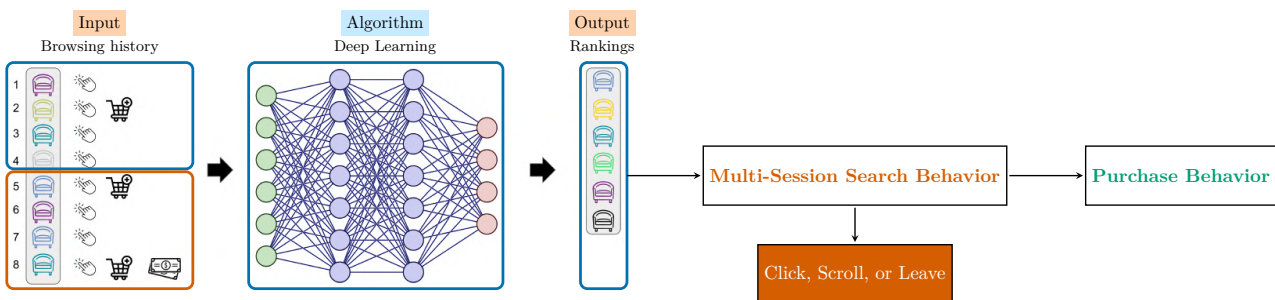 Input
Browsing history
Algorithm
Deep Learning
Output
Rankings
1
2
3
4
5
6
7
8
$
Multi-Session Search Behavior
Purchase Behavior
Click, Scroll, or Leave